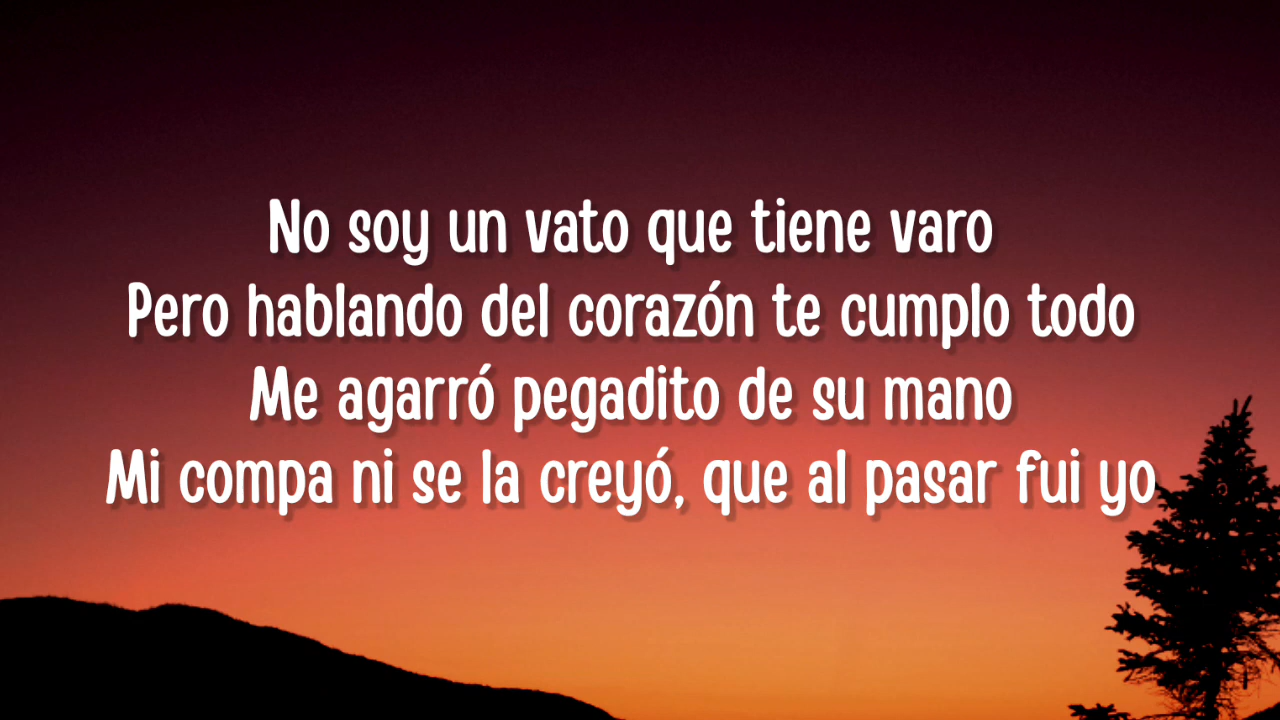 No soy un vato que tiene varo
Pero hablando del corazón te cumplo todo
Me agarró pegadito de su mano
Mi compa ni se la creyó, que al pasar fui yo